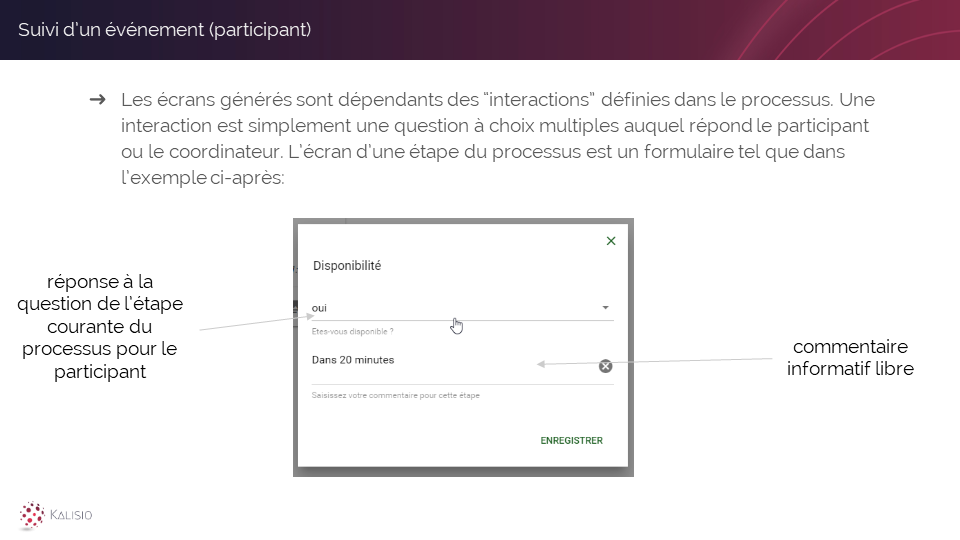 Suivi d'un événement (participant)
➔ Les écrans générés sont dépendants des “interactions” définies dans le processus. Une
interaction est simplement une question à choix multiples auquel répond le participant
ou le coordinateur. L'écran d'une étape du processus est un formulaire tel que dans
l'exemple ci-après:
réponse à la
question de l'étape
courante du
processus pour le
participant
Disponibilité
oui
Etes-vous disponible ?
Dans 20 minutes
Saisissez votre commentaire pour cette étape
ENREGISTRER
commentaire
informatif libre
KALISIO